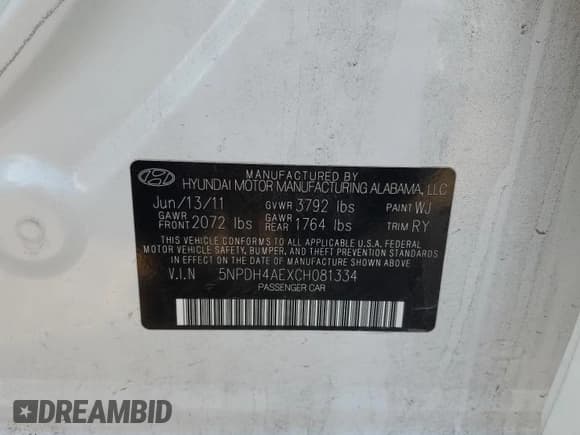 MANUFACTURED BY
HYUNDAI MOTOR MANUFACTURING ALABAMA, LLC
Jun/13/11 GVWR 3792 lbs PAINT WJ
GAWR FRONT 2072 lbs GAWR REAR 1764 lbs TRIM RY
THIS VEHICLE CONFORMS TO ALL APPLICABLE U.S.A. FEDERAL
MOTOR VEHICLE SAFETY, BUMPER, AND THEFT PREVENTION STANDARDS
IN EFFECT ON THE DATE OF MANUFACTURE SHOWN ABOVE.
V.I.N 5NPDH4AEXCH081334
PASSENGER CAR
DREAMBID